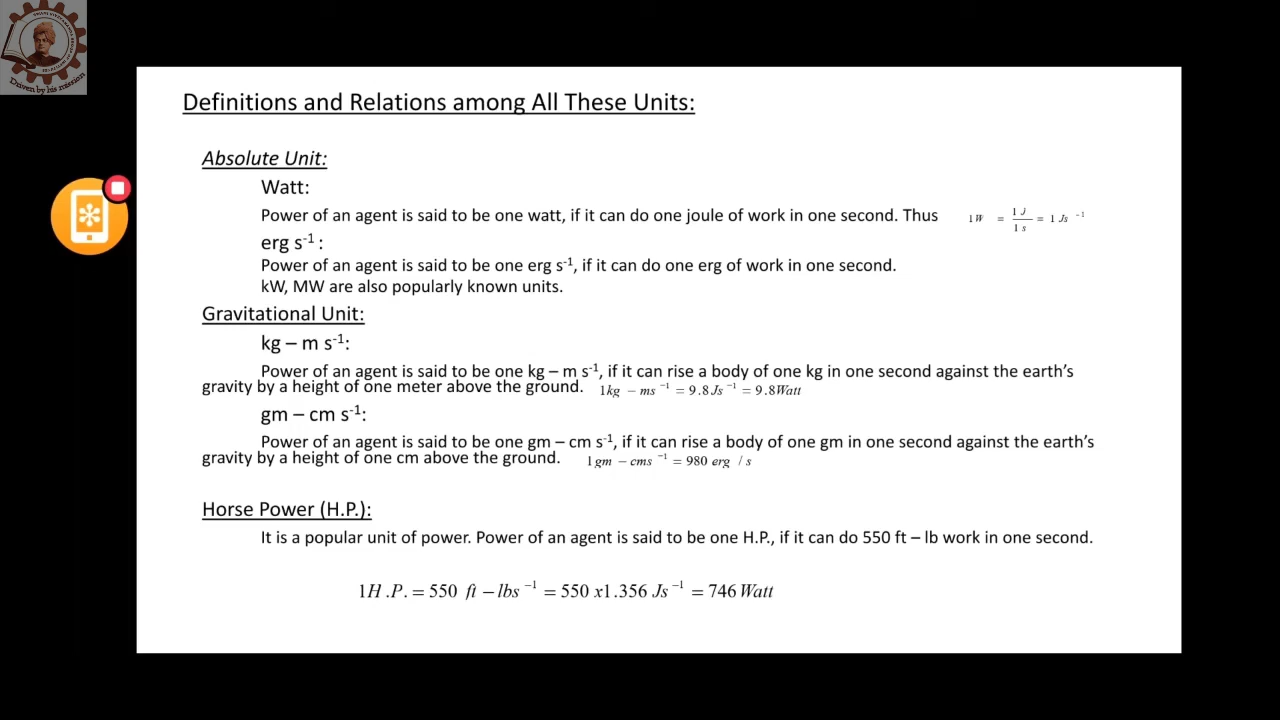 Driven by his mission
Definitions and Relations among All These Units:
Absolute Unit:
Watt:
Power of an agent is said to be one watt, if it can do one joule of work in one second. Thus 1W = 1 J / 1 s = 1 Js⁻¹
erg s⁻¹ :
Power of an agent is said to be one erg s⁻¹, if it can do one erg of work in one second.
kW, MW are also popularly known units.
Gravitational Unit:
kg – m s⁻¹:
Power of an agent is said to be one kg – m s⁻¹, if it can rise a body of one kg in one second against the earth’s
gravity by a height of one meter above the ground. 1kg – ms⁻¹ = 9.8Js⁻¹ = 9.8Watt
gm – cm s⁻¹:
Power of an agent is said to be one gm – cm s⁻¹, if it can rise a body of one gm in one second against the earth’s
gravity by a height of one cm above the ground. 1gm – cms⁻¹ = 980 erg / s
Horse Power (H.P.):
It is a popular unit of power. Power of an agent is said to be one H.P., if it can do 550 ft – lb work in one second.
1H.P. = 550 ft – lbs⁻¹ = 550 x1.356 Js⁻¹ = 746 Watt